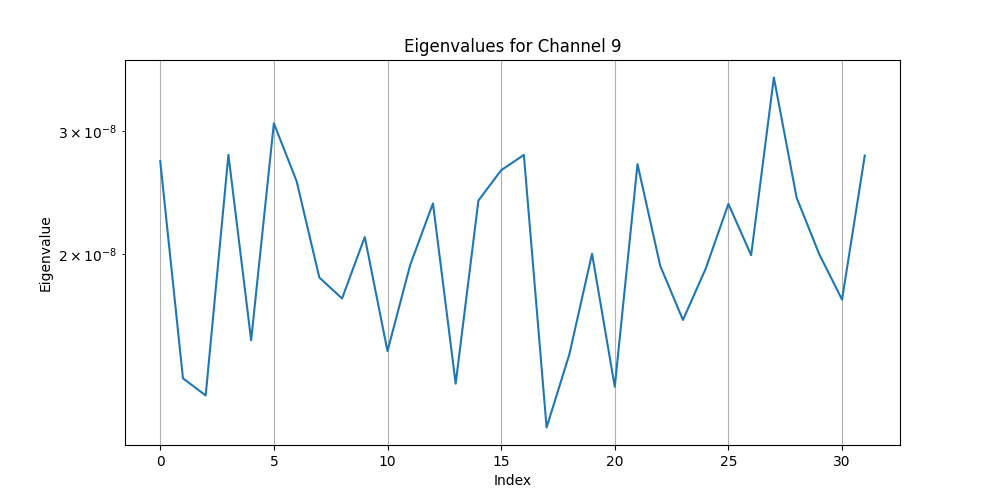 Eigenvalues for Channel 9
3 × 10⁻⁸
2 × 10⁻⁸
Eigenvalue
0 5 10 15 20 25 30
Index